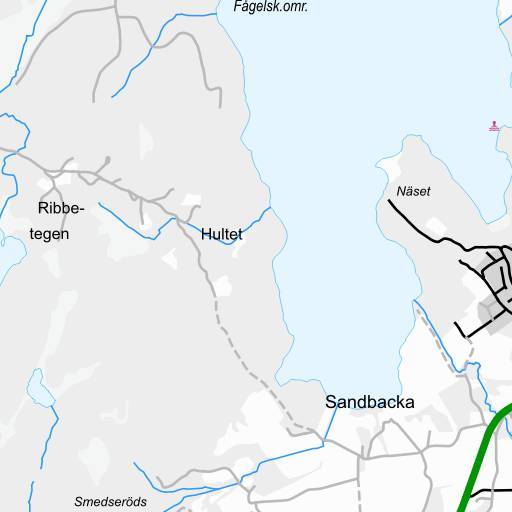 Fågelsk.omr.
Näset
Ribbe-
tegen
Hultet
Sandbacka
Smedseröds